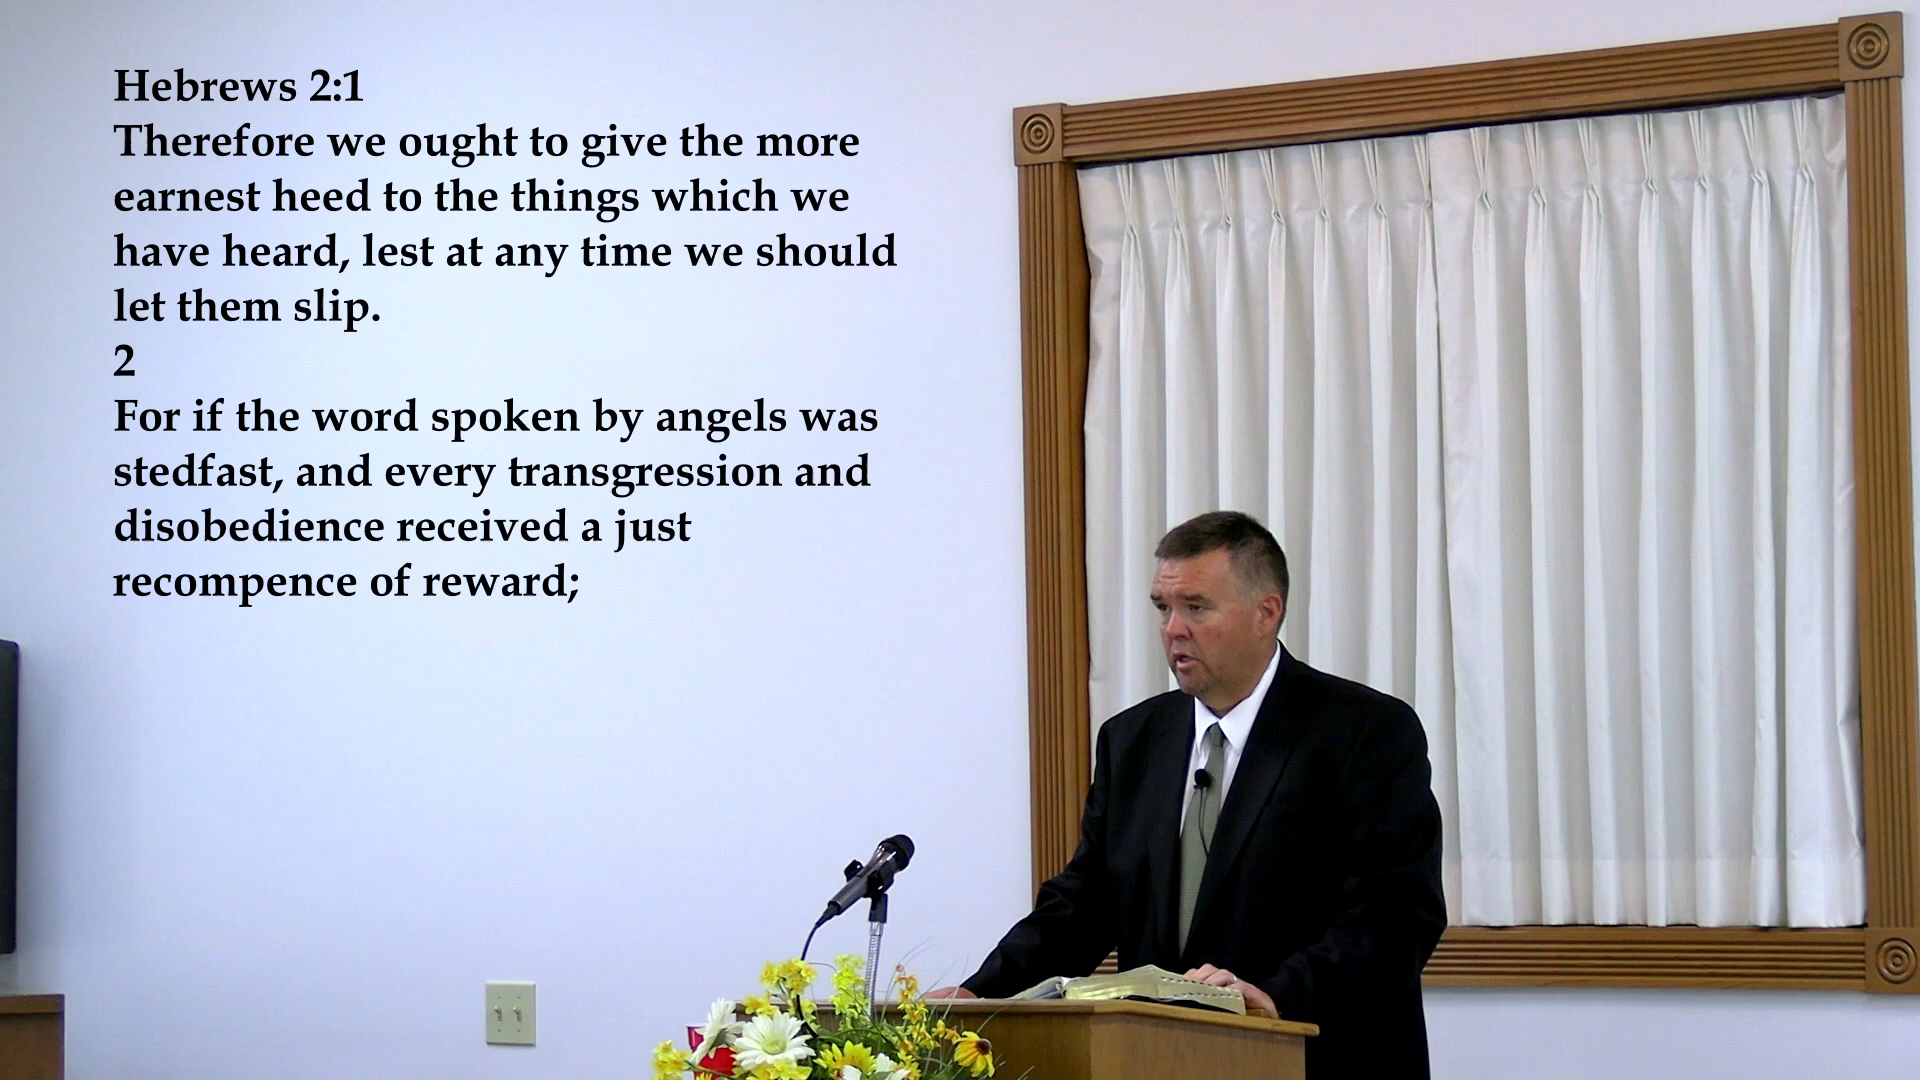 Hebrews 2:1
Therefore we ought to give the more
earnest heed to the things which we
have heard, lest at any time we should
let them slip.
2
For if the word spoken by angels was
stedfast, and every transgression and
disobedience received a just
recompence of reward;